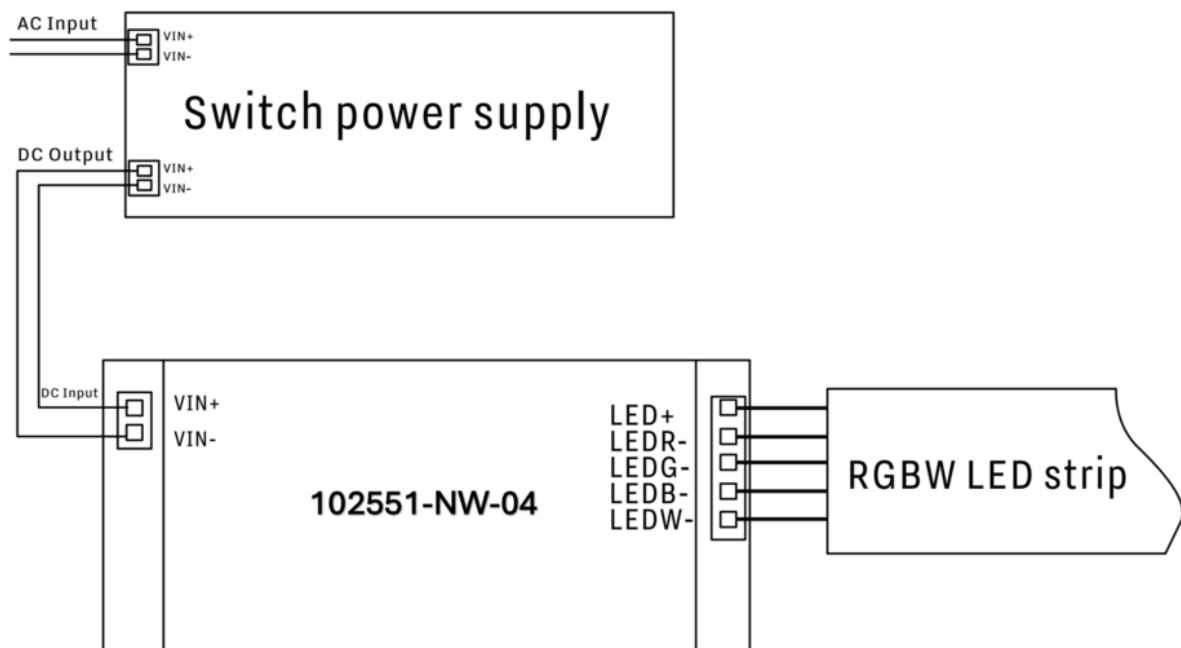 AC Input
VIN+
VIN-
Switch power supply
DC Output
VIN+
VIN-
DC Input
VIN+
VIN-
102551-NW-04
LED+
LEDR-
LEDG-
LEDB-
LEDW-
RGBW LED strip